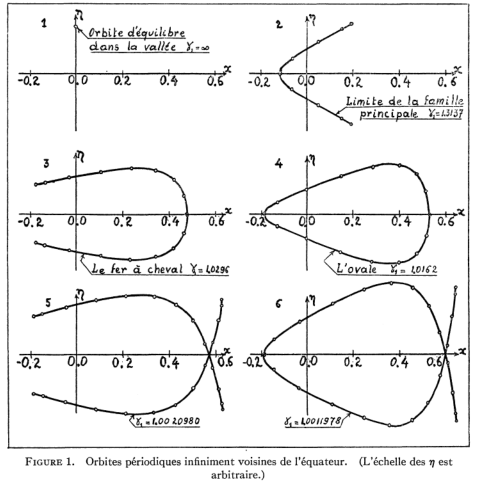 1 η
Orbite d'équilibre
dans la vallée γ₁=∞
x
-0.2 0.0 0.2 0.4 0.6
2 η
x
-0.2 0.0 0.2 0.4 0.6
Limite de la famille
principale γ₁=1.3137
3 η
x
-0.2 0.0 0.2 0.4 0.6
Le fer à cheval γ=1,0296
4 η
x
-0.2 0.0 0.2 0.4 0.6
L'ovale γ₁=1,0162
5 η
x
-0.2 0.0 0.2 0.4 0.6
γ₁=1,0020980
6 η
x
-0.2 0.0 0.2 0.4 0.6
γ₁=1,0011978
FIGURE 1. Orbites périodiques infiniment voisines de l'équateur. (L'échelle des η est
arbitraire.)